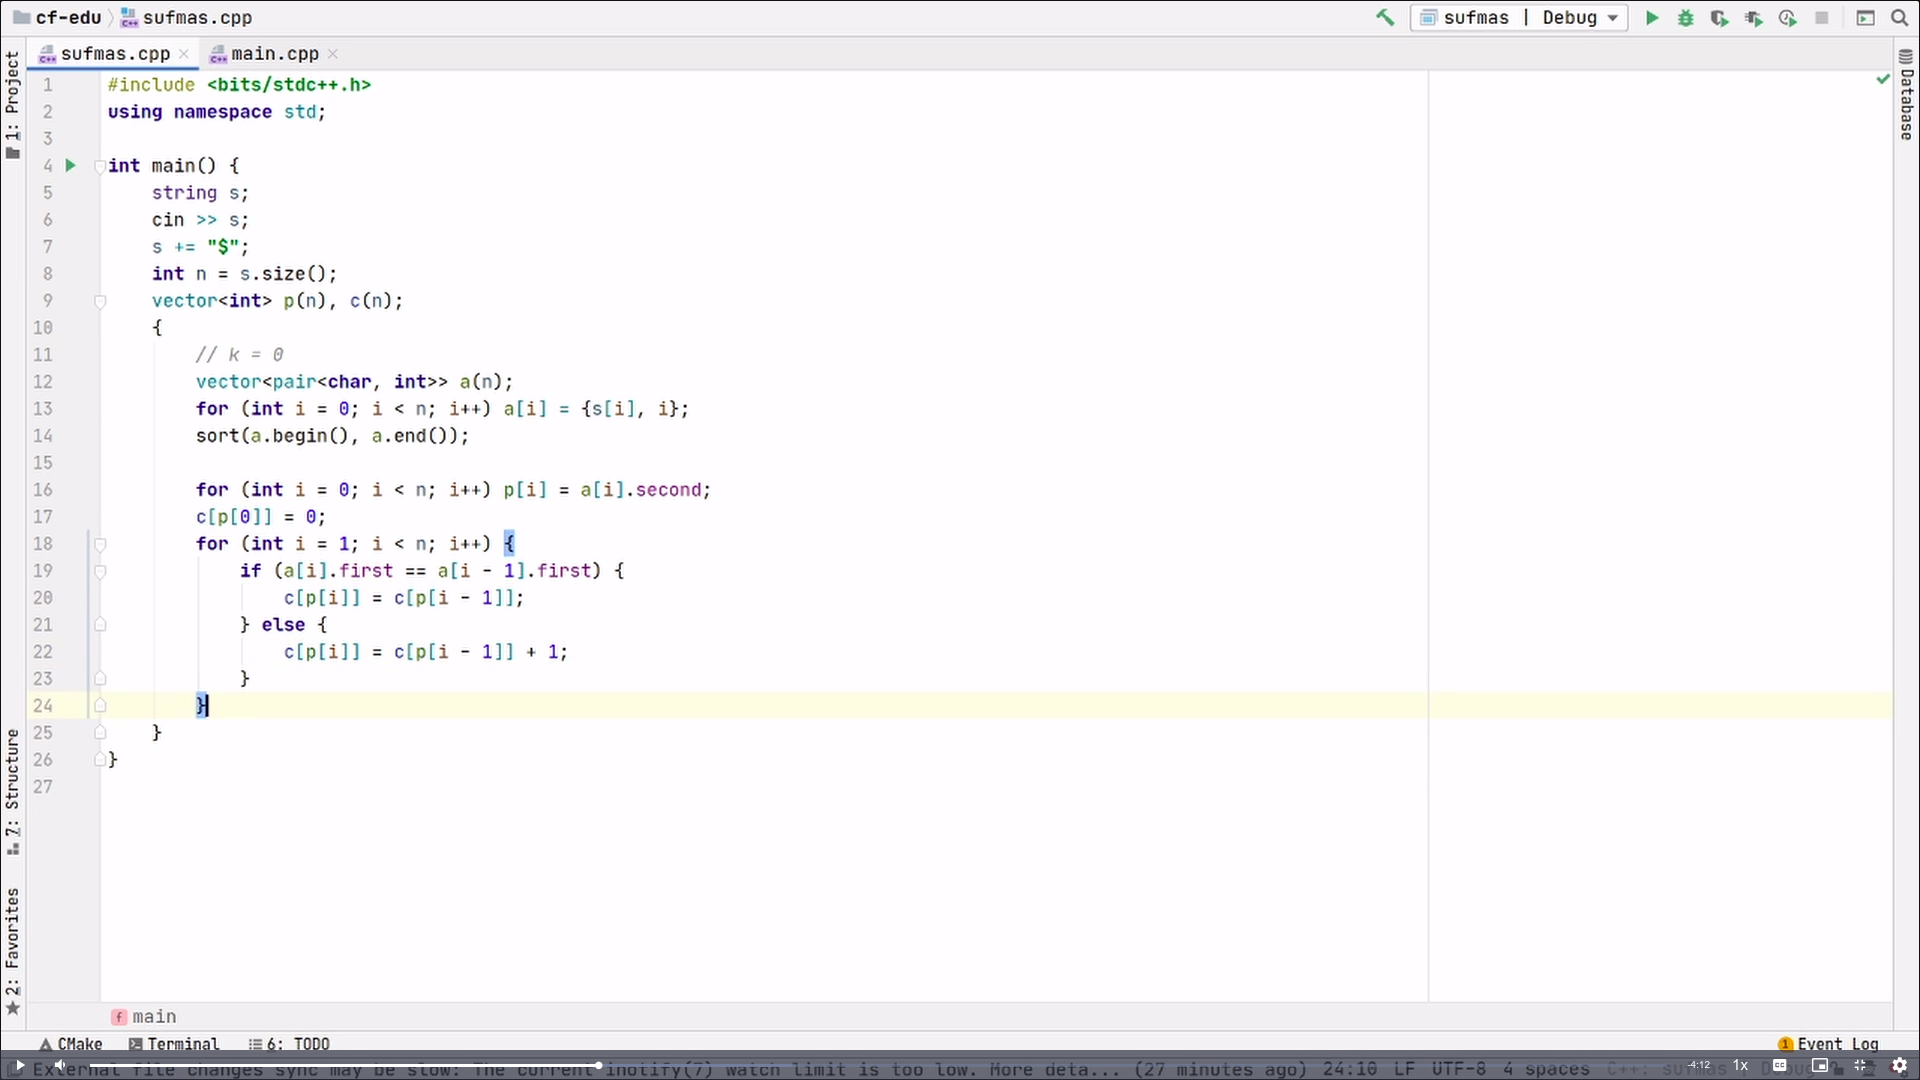 cf-edu sufmas.cpp
sufmas | Debug
sufmas.cpp
main.cpp
1: Project
Database
1 #include <bits/stdc++.h>
2 using namespace std;
3
4 int main() {
5 string s;
6 cin >> s;
7 s += "$";
8 int n = s.size();
9 vector<int> p(n), c(n);
10 {
11 // k = 0
12 vector<pair<char, int>> a(n);
13 for (int i = 0; i < n; i++) a[i] = {s[i], i};
14 sort(a.begin(), a.end());
15
16 for (int i = 0; i < n; i++) p[i] = a[i].second;
17 c[p[0]] = 0;
18 for (int i = 1; i < n; i++) {
19 if (a[i].first == a[i - 1].first) {
20 c[p[i]] = c[p[i - 1]];
21 } else {
22 c[p[i]] = c[p[i - 1]] + 1;
23 }
24 }
25 }
26 }
27
7: Structure
2: Favorites
f main
CMake Terminal 6: TODO
1 Event Log
External file changes sync may be slow: The current inotify(7) watch limit is too low. More deta... (27 minutes ago) 24:10 LF UTF-8 4 spaces C++: sufmas Debug
-4:12 1x